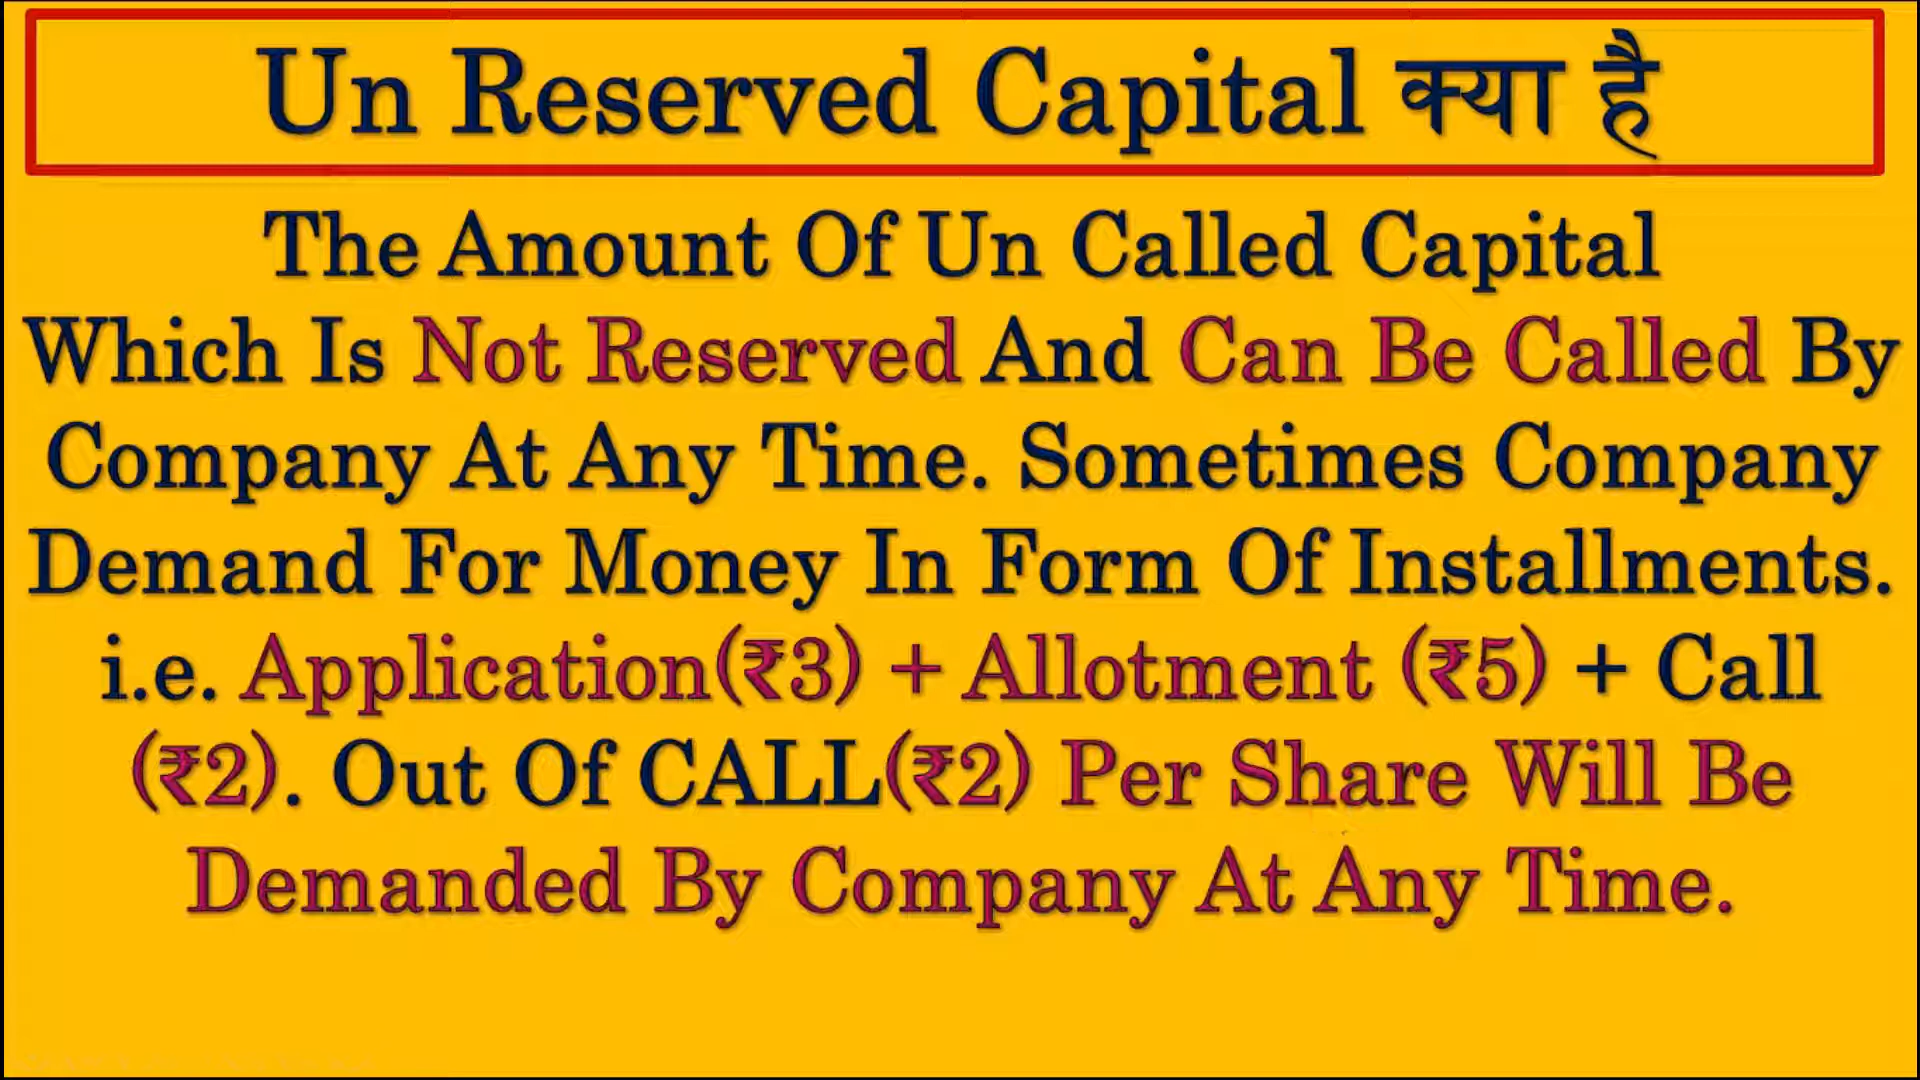 Un Reserved Capital क्या है
The Amount Of Un Called Capital
Which Is Not Reserved And Can Be Called By
Company At Any Time. Sometimes Company
Demand For Money In Form Of Installments.
i.e. Application(₹3) + Allotment (₹5) + Call
(₹2). Out Of CALL(₹2) Per Share Will Be
Demanded By Company At Any Time.